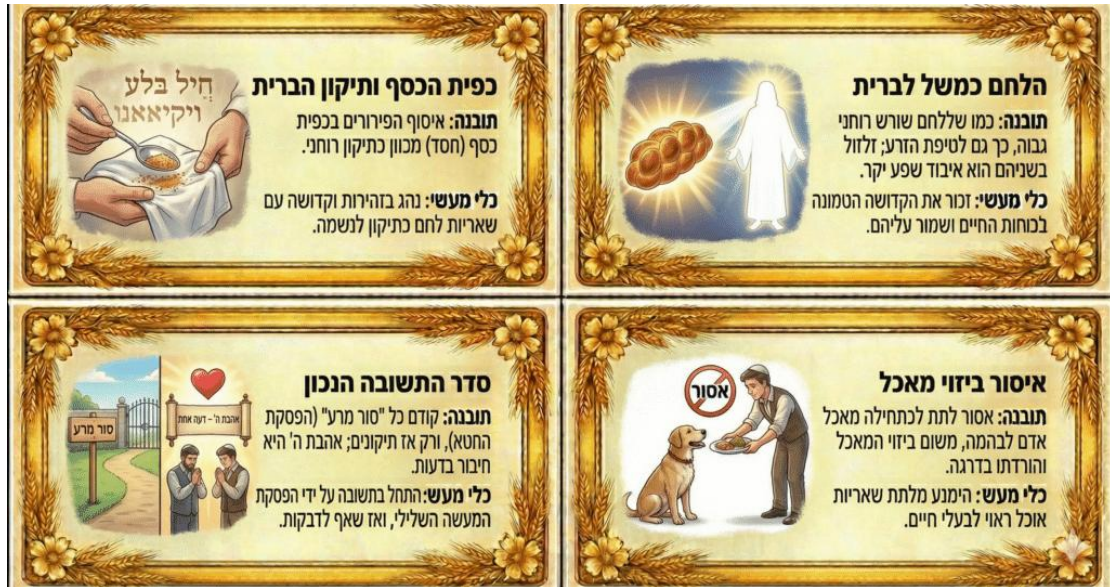 הלחם כמשל לברית
תובנה: כמו שללחם שורש רוחני
גבוה, כך גם לטיפת הזרע; זלזול
בשניהם הוא איבוד שפע יקר.
כלי מעשי: זכור את הקדושה הטמונה
בכוחות החיים ושמור עליהם.
כפית הכסף ותיקון הברית
תובנה: איסוף הפירורים בכפית
כסף (חסד) מכוון כתיקון רוחני.
כלי מעשי: נהג בזהירות וקדושה עם
שאריות לחם כתיקון לנשמה.
חַיִל בלע
ויקיאאנו
איסור ביזוי מאכל
תובנה: אסור לתת לכתחילה מאכל
אדם לבהמה, משום ביזוי המאכל
והורדתו בדרגה.
כלי מעש: הימנע מלתת שאריות
אוכל ראוי לבעלי חיים.
אסור
סדר התשובה הנכון
תובנה: קודם כל "סור מרע" (הפסקת
החטא), ורק אז תיקונים; אהבת ה' היא
חיבור בדעות.
כלי מעש: התחל בתשובה על ידי הפסקת
המעשה השלילי, ואז שאף לדבקות.
סור מרע
אהבת ה' – דעה אחת